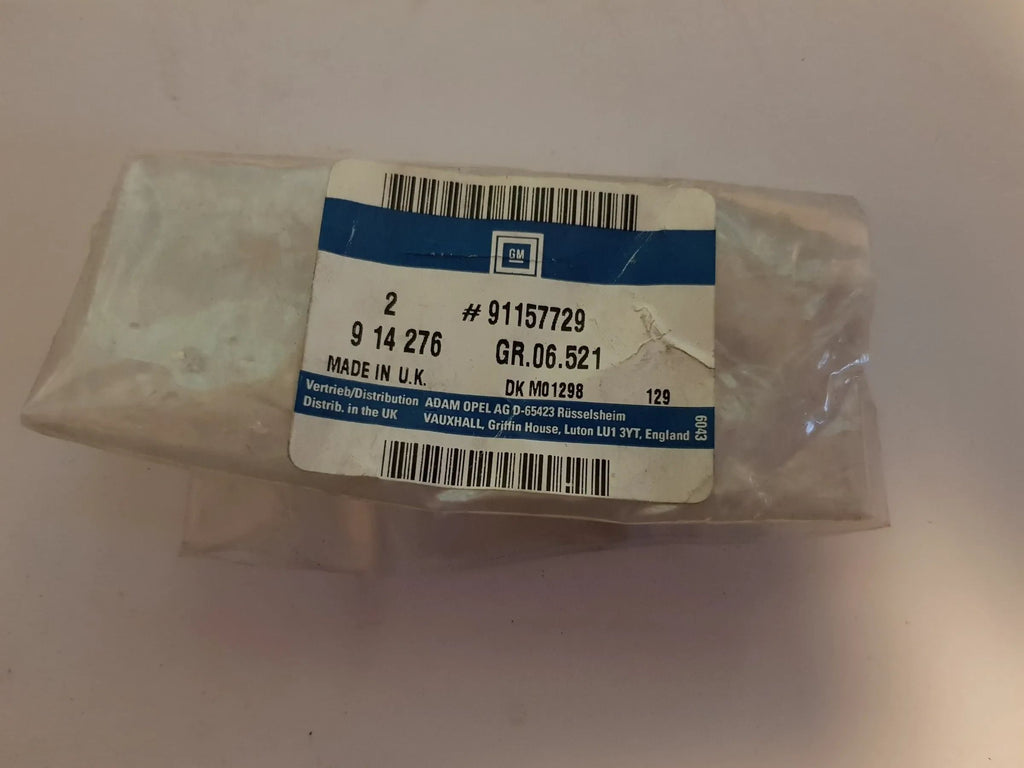 GM
2 # 91157729
9 14 276 GR.06.521
MADE IN U.K. DK M01298 129
Vertrieb/Distribution ADAM OPEL AG D-65423 Rüsselsheim
Distrib. in the UK VAUXHALL, Griffin House, Luton LU1 3YT, England
6043